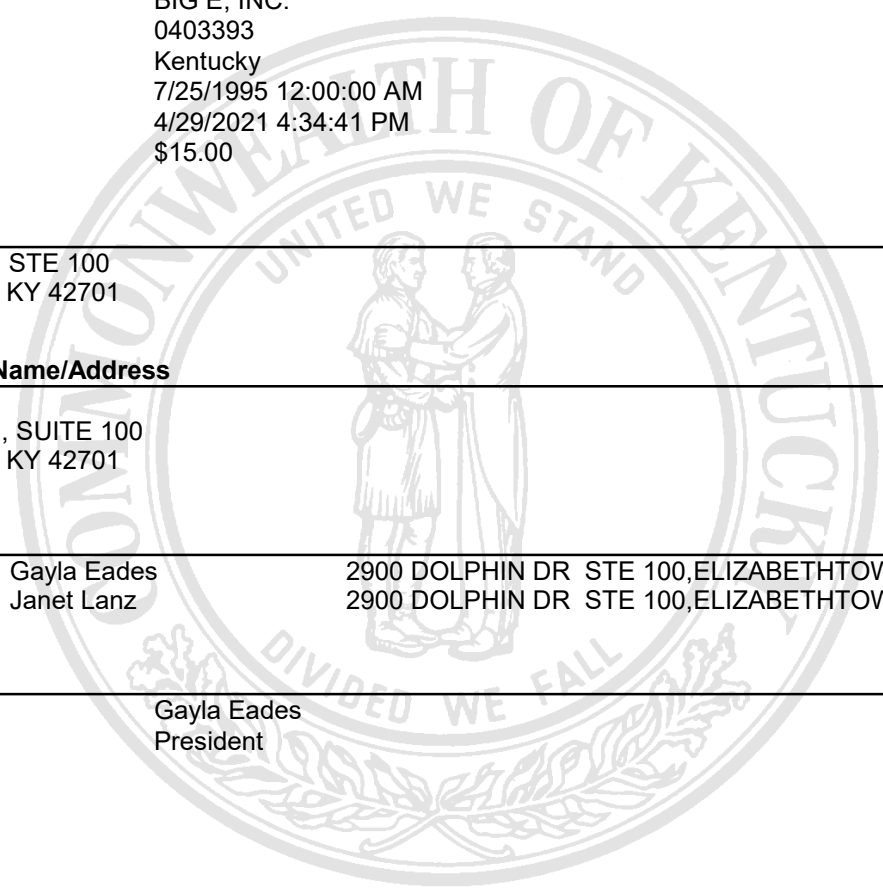 BIG E, INC.
0403393
Kentucky
7/25/1995 12:00:00 AM
4/29/2021 4:34:41 PM
$15.00
STE 100
KY 42701
Name/Address
, SUITE 100
KY 42701
Gayla Eades 2900 DOLPHIN DR STE 100,ELIZABETHTOW
Janet Lanz 2900 DOLPHIN DR STE 100,ELIZABETHTOW
Gayla Eades
President
COMMONWEALTH OF KENTUCKY
UNITED WE STAND
DIVIDED WE FALL